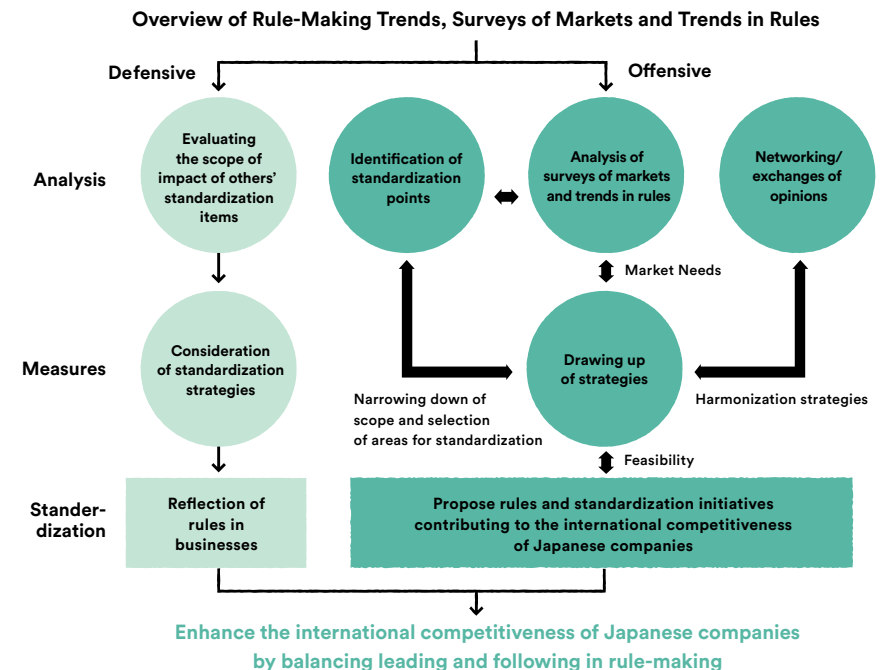 Overview of Rule-Making Trends, Surveys of Markets and Trends in Rules
Defensive
Offensive
Analysis
Evaluating
the scope of
impact of others'
standardization
items
Identification of
standardization
points
Analysis of
surveys of markets
and trends in rules
Networking/
exchanges of
opinions
Market Needs
Measures
Consideration
of standardization
strategies
Drawing up
of strategies
Narrowing down of
scope and selection
of areas for standardization
Harmonization strategies
Feasibility
Stander-
dization
Reflection of
rules in
businesses
Propose rules and standardization initiatives
contributing to the international competitiveness
of Japanese companies
Enhance the international competitiveness of Japanese companies
by balancing leading and following in rule-making